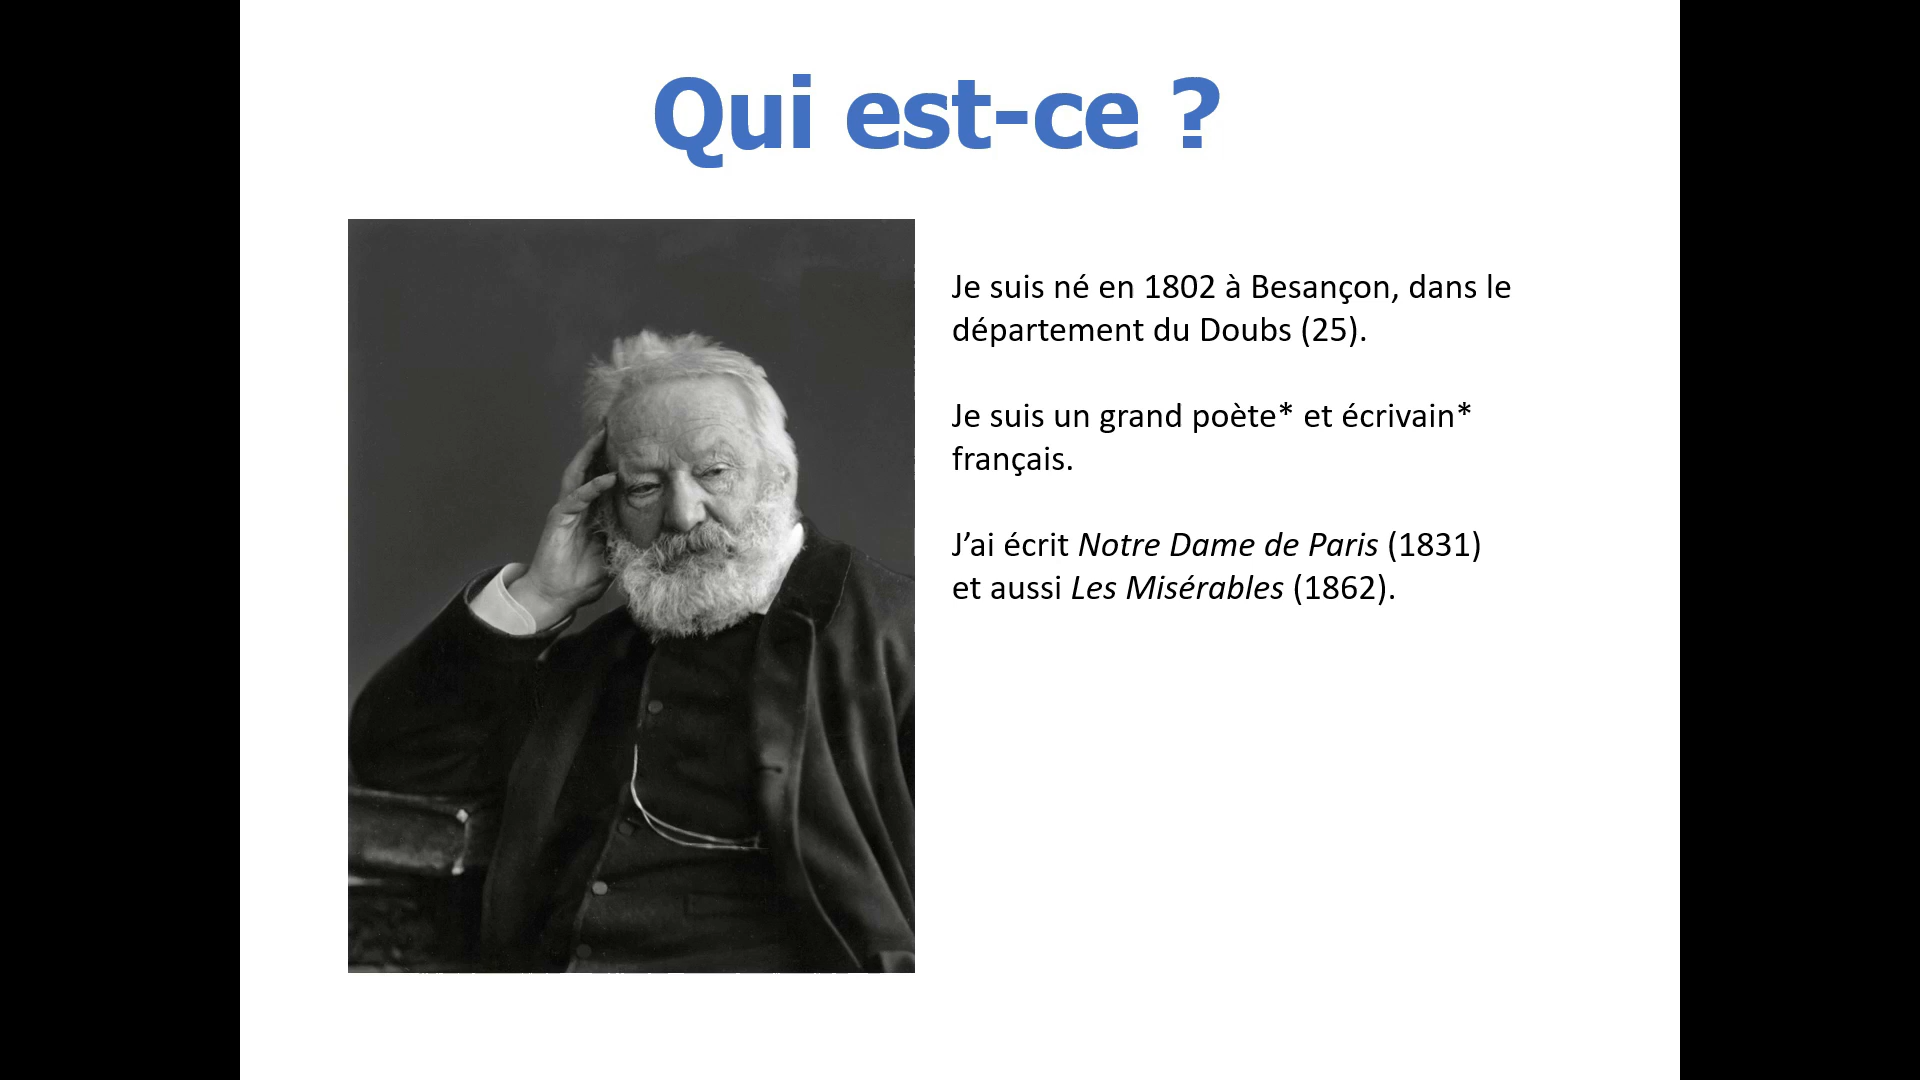 Qui est-ce ?
Je suis né en 1802 à Besançon, dans le
département du Doubs (25).
Je suis un grand poète* et écrivain*
français.
J’ai écrit Notre Dame de Paris (1831)
et aussi Les Misérables (1862).